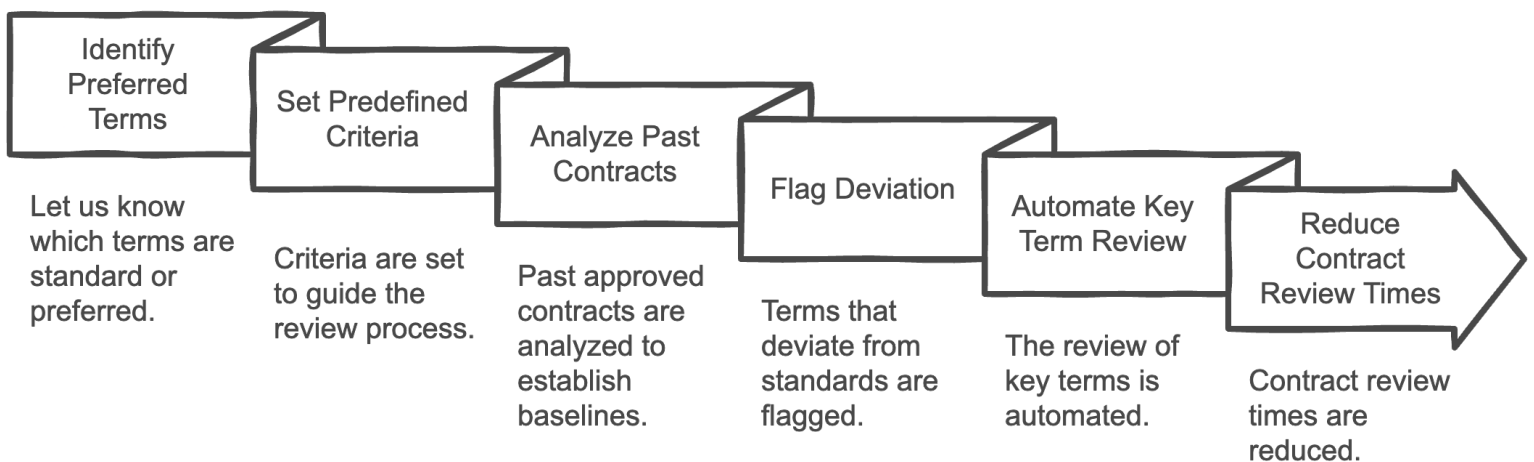 Identify
Preferred
Terms
Let us know
which terms are
standard or
preferred.
Set Predefined
Criteria
Criteria are set
to guide the
review process.
Analyze Past
Contracts
Past approved
contracts are
analyzed to
establish
baselines.
Flag Deviation
Terms that
deviate from
standards are
flagged.
Automate Key
Term Review
The review of
key terms is
automated.
Reduce
Contract
Review Times
Contract review
times are
reduced.